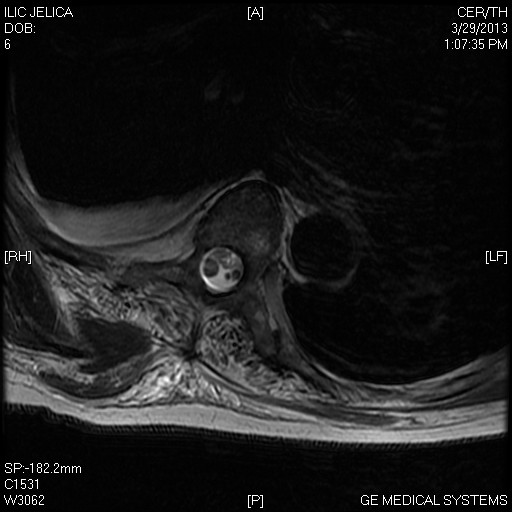 ILIC JELICA
DOB:
6
[A]
CER/TH
3/29/2013
1:07:35 PM
[RH]
[LF]
SP:-182.2mm
C1531
W3062
[P]
GE MEDICAL SYSTEMS